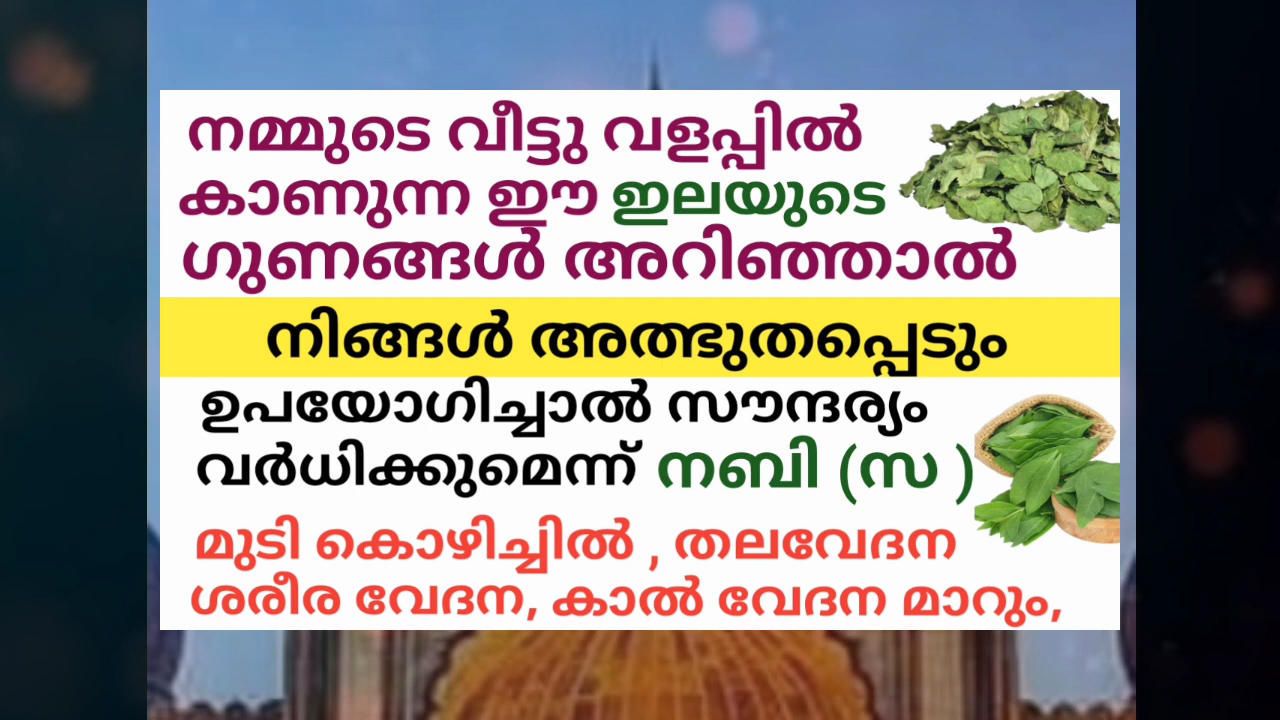 നമ്മുടെ വീട്ടു വളപ്പിൽ
കാണുന്ന ഈ ഇലയുടെ
ഗുണങ്ങൾ അറിഞ്ഞാൽ
നിങ്ങൾ അത്ഭുതപ്പെടും
ഉപയോഗിച്ചാൽ സൗന്ദര്യം
വർധിക്കുമെന്ന് നബി (സ )
മുടി കൊഴിച്ചിൽ , തലവേദന
ശരീര വേദന, കാൽ വേദന മാറും,